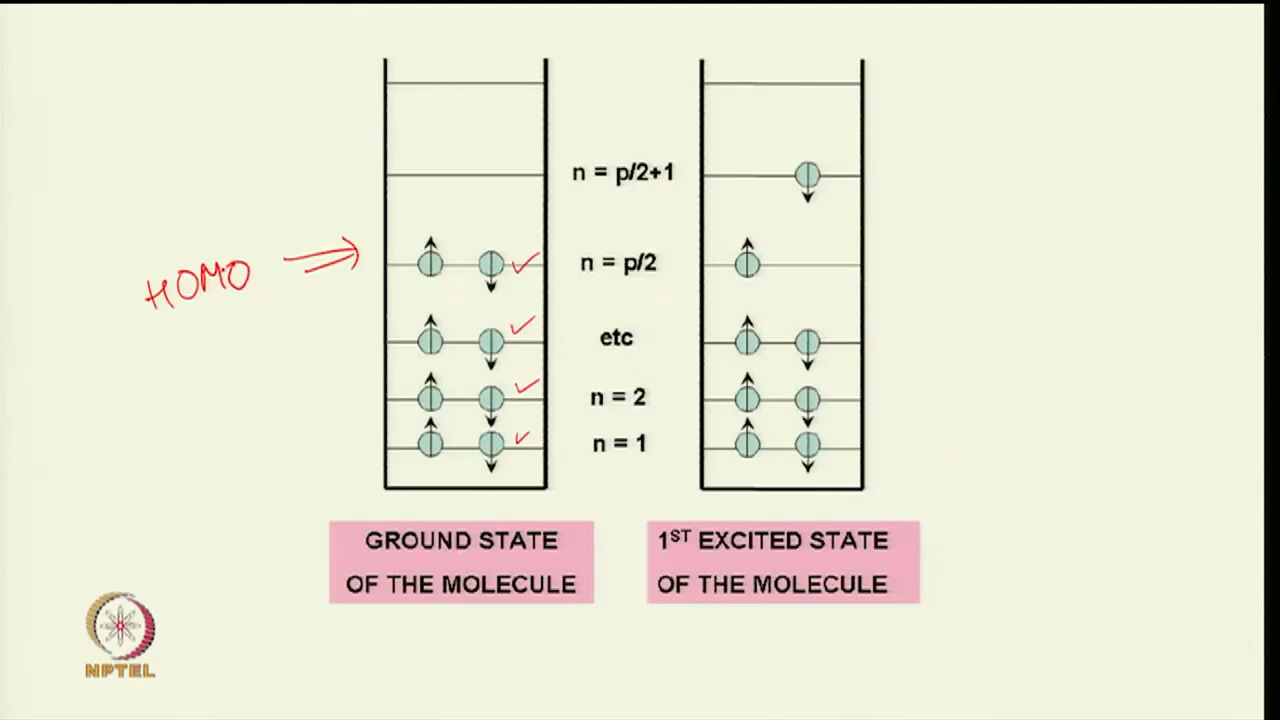 n = p/2+1
HOMO
n = p/2
etc
n = 2
n = 1
GROUND STATE
OF THE MOLECULE
1ST EXCITED STATE
OF THE MOLECULE
NPTEL